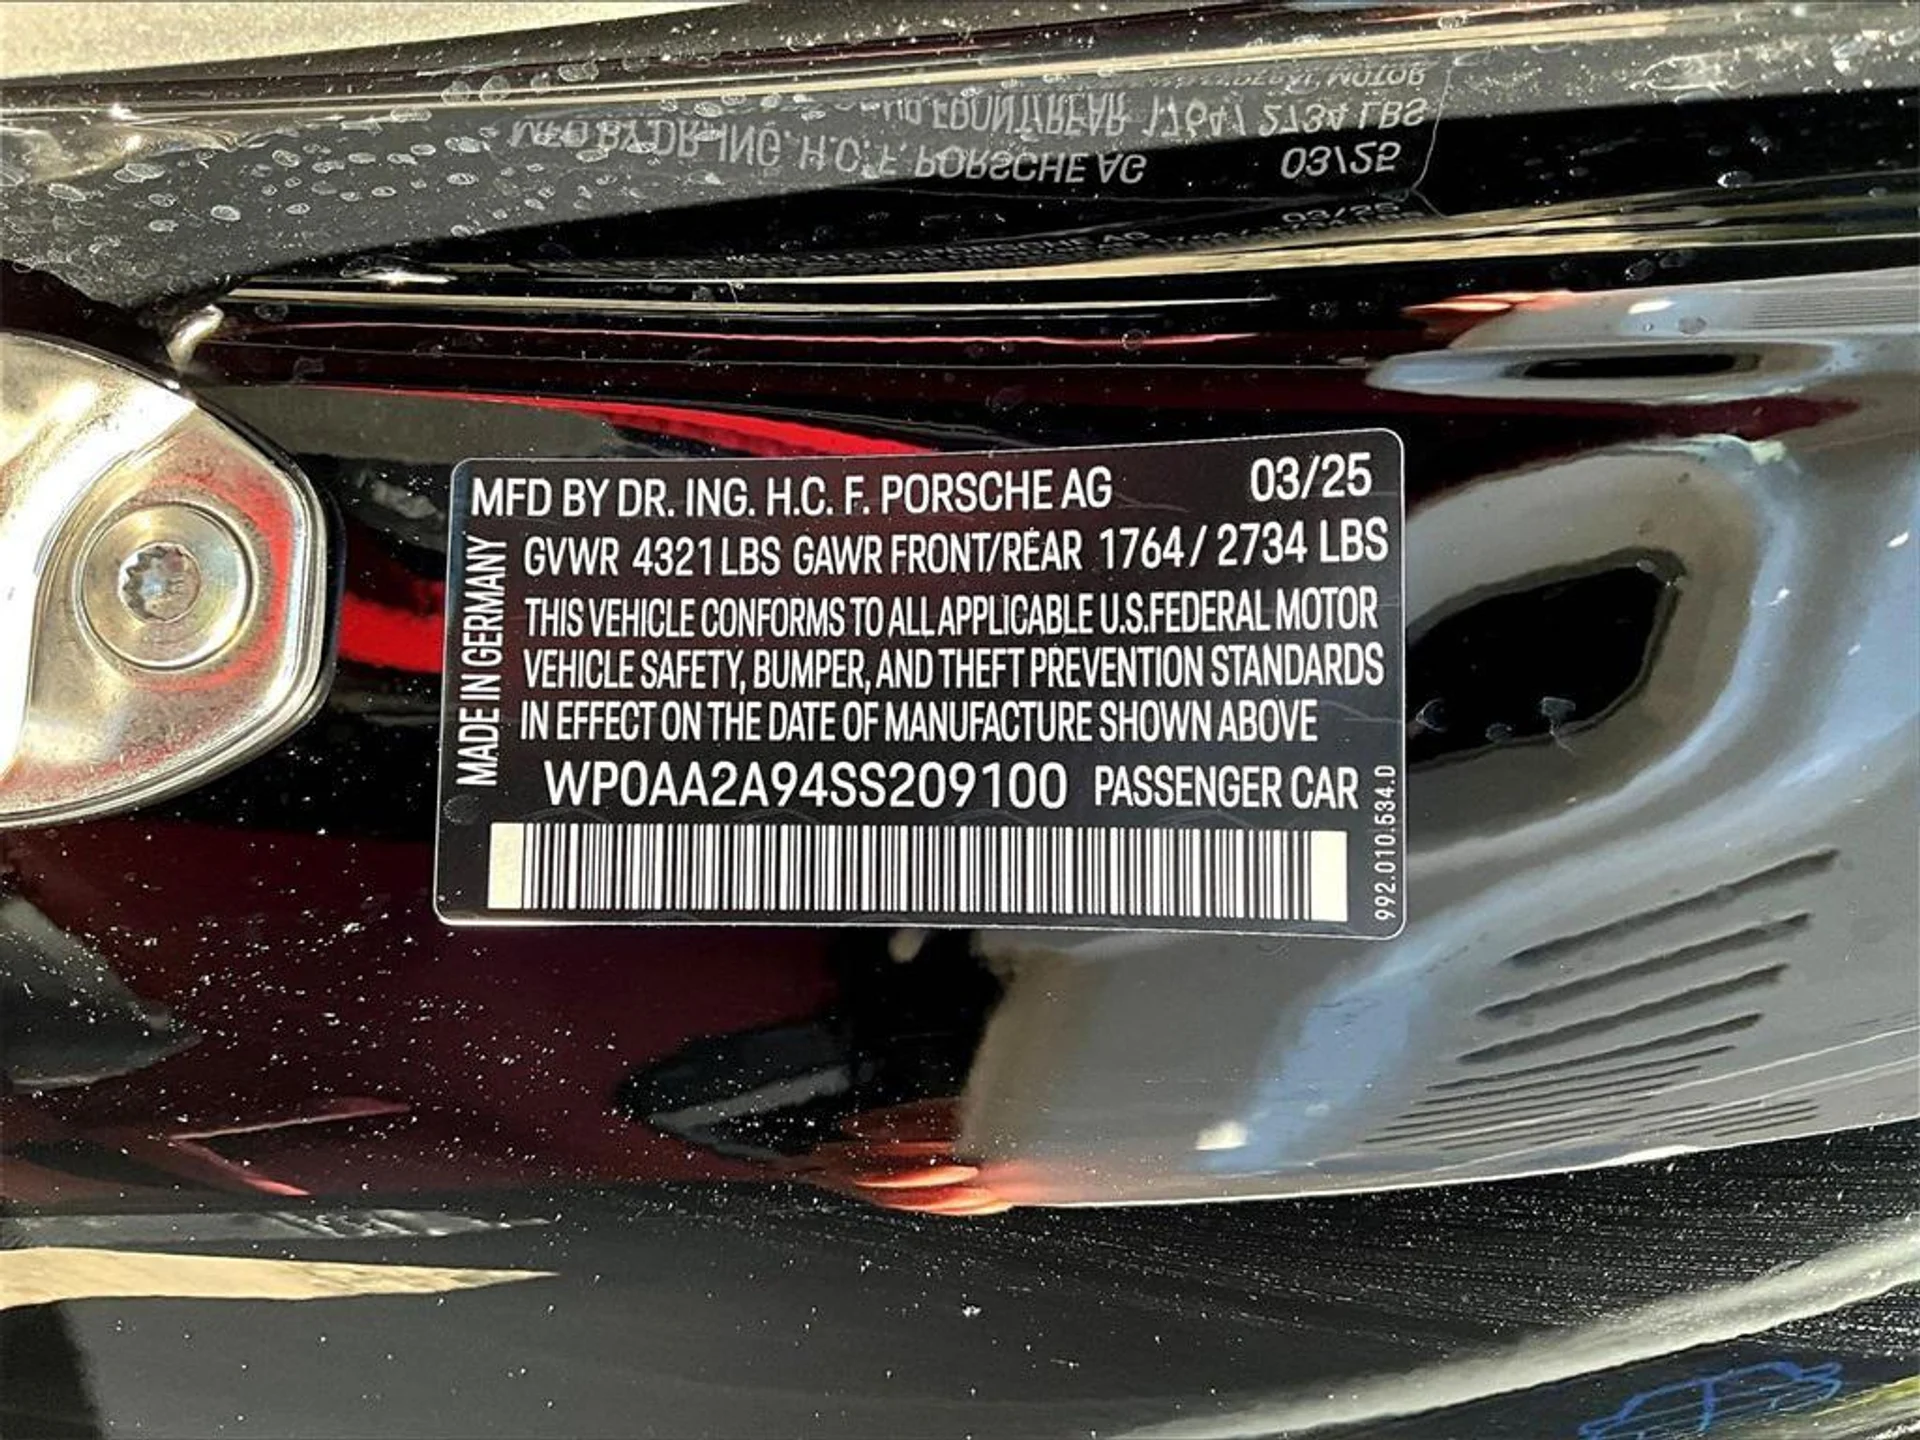 MFD BY DR. ING. H.C. F. PORSCHE AG 03/25
GVWR 4321 LBS GAWR FRONT/REAR 1764 / 2734 LBS
THIS VEHICLE CONFORMS TO ALL APPLICABLE U.S.FEDERAL MOTOR
VEHICLE SAFETY, BUMPER, AND THEFT PREVENTION STANDARDS
IN EFFECT ON THE DATE OF MANUFACTURE SHOWN ABOVE
WP0AA2A94SS209100 PASSENGER CAR
MADE IN GERMANY
992.010.534.D